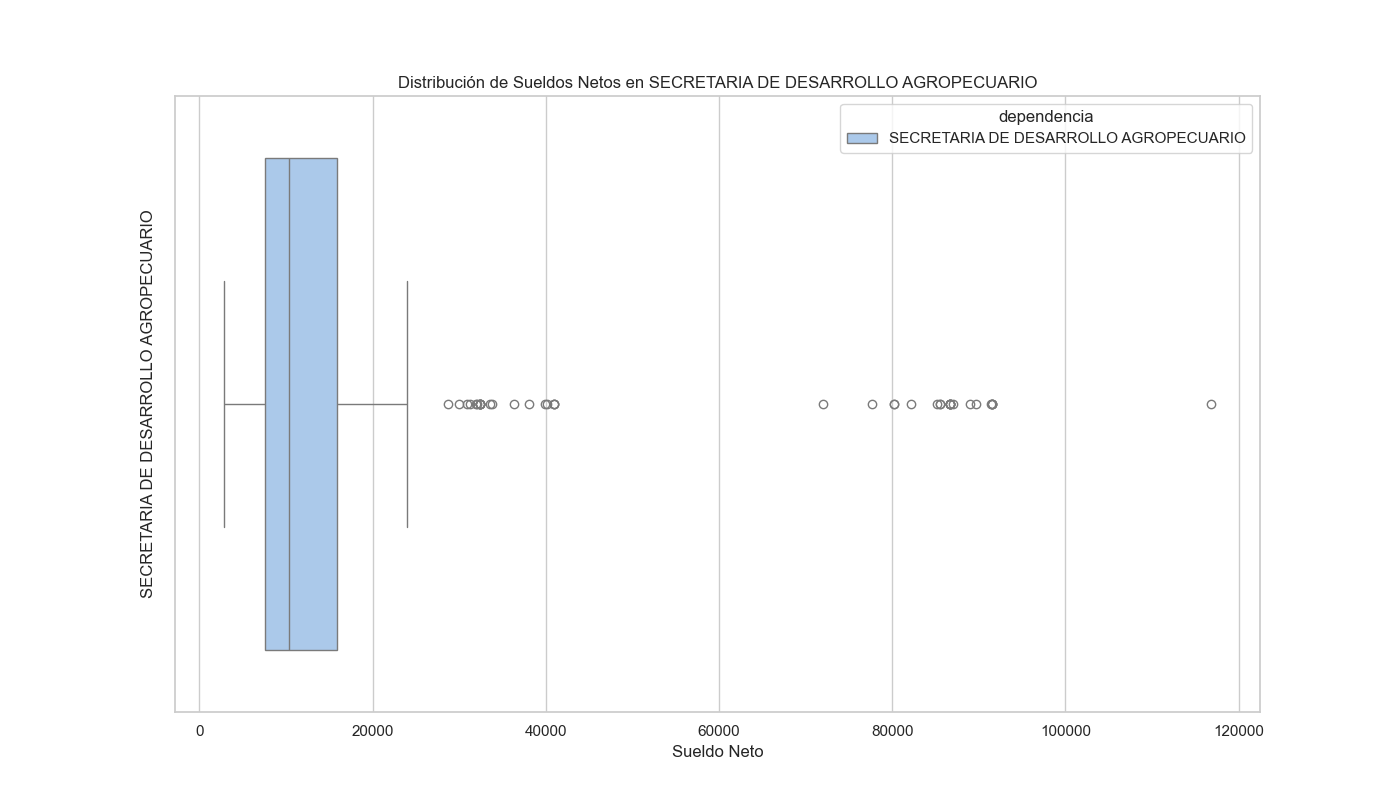 Distribución de Sueldos Netos en SECRETARIA DE DESARROLLO AGROPECUARIO
dependencia
SECRETARIA DE DESARROLLO AGROPECUARIO
SECRETARIA DE DESARROLLO AGROPECUARIO
0 20000 40000 60000 80000 100000 120000
Sueldo Neto